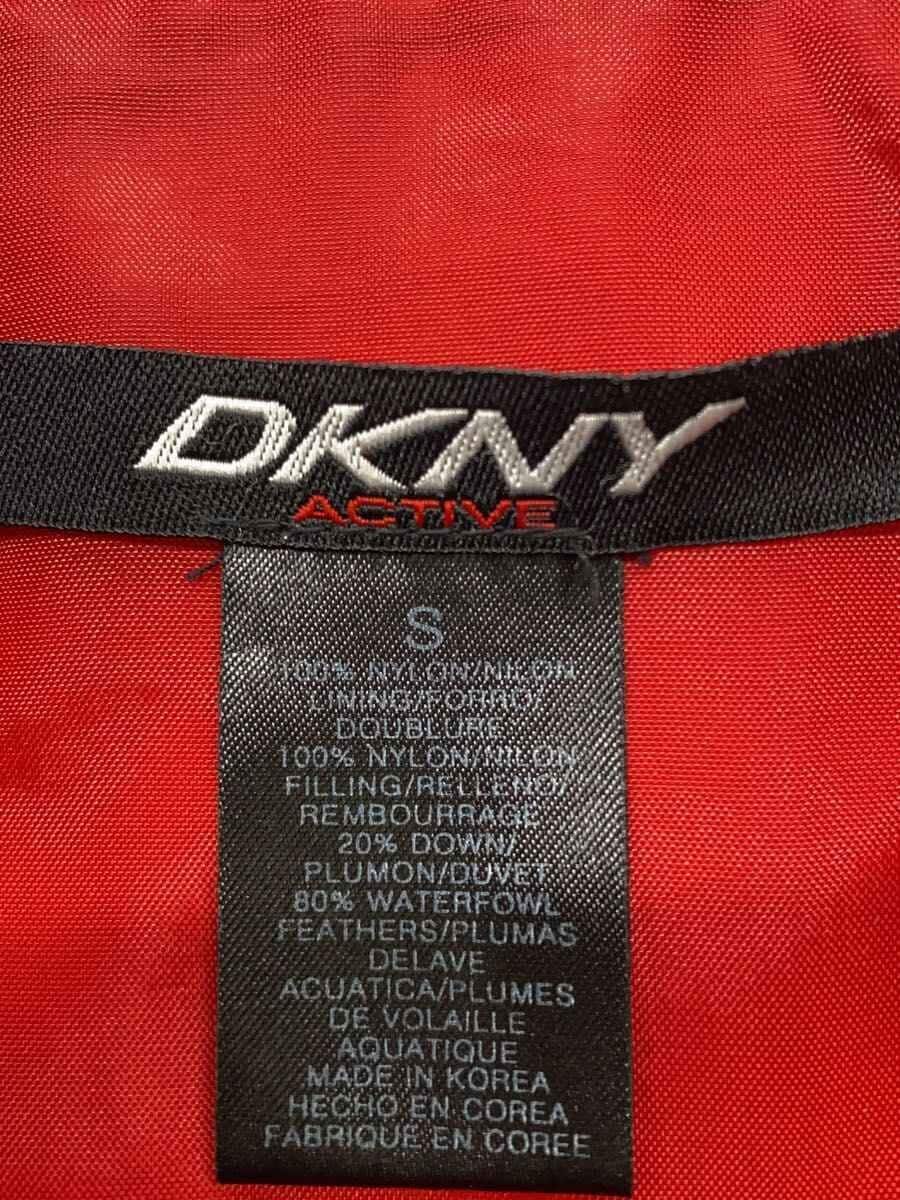 DKNY
ACTIVE
S
100% NYLON/NILON
LINING/FORRO/
DOUBLURE
100% NYLON/NILON
FILLING/RELLENO/
REMBOURRAGE
20% DOWN/
PLUMON/DUVET
80% WATERFOWL
FEATHERS/PLUMAS
DELAVE
ACUATICA/PLUMES
DE VOLAILLE
AQUATIQUE
MADE IN KOREA
HECHO EN COREA
FABRIQUE EN COREE